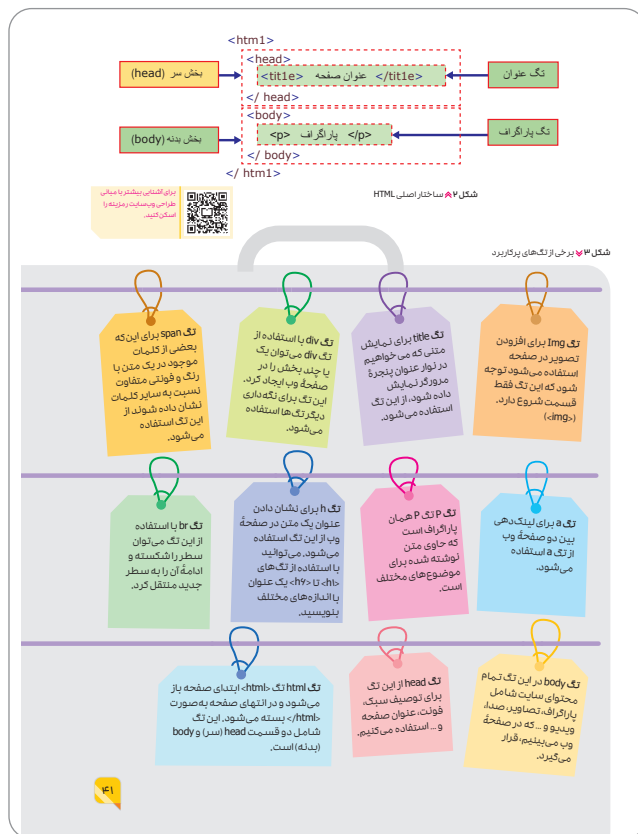 <htm1>
<head>
<tit1e> عنوان صفحه </tit1e>
</ head>
<body>
<p> پاراگراف </p>
</ body>
</ htm1>
تگ عنوان
بخش سر (head)
تگ پاراگراف
بخش بدنه (body)
شکل ۲ ساختار اصلی HTML
برای آشنایی بیشتر با مبانی
طراحی وب‌سایت رمزینه را
اسکن کنید.
شکل ۳ برخی از تگ‌های پرکاربرد
تگ Img برای افزودن
تصویر در صفحه
استفاده می‌شود توجه
شود که این تگ فقط
قسمت شروع دارد.
(<img>)
تگ title برای نمایش
متنی که می‌خواهیم
در نوار عنوان پنجرهٔ
مرورگر نمایش
داده شود، از این تگ
استفاده می‌شود.
تگ div با استفاده از
تگ div می‌توان یک
یا چند بخش را در
صفحهٔ وب ایجاد کرد.
این تگ برای نگه‌داری
دیگر تگ‌ها استفاده
می‌شود.
تگ span برای این‌که
بعضی از کلمات
موجود در یک متن با
رنگ و فونتی متفاوت
نسبت به سایر کلمات
نشان داده شوند از
این تگ استفاده
می‌شود.
تگ a برای لینک‌دهی
بین دو صفحهٔ وب
از تگ a استفاده
می‌شود.
تگ P تگ P همان
پاراگراف است
که حاوی متن
نوشته شده برای
موضوع‌های مختلف
است.
تگ h برای نشان دادن
عنوان یک متن در صفحهٔ
وب از این تگ استفاده
می‌شود. می‌توانید
با استفاده از تگ‌های
<h1> تا <h6> یک عنوان
با اندازه‌های مختلف
بنویسید.
تگ br با استفاده
از این تگ می‌توان
سطر را شکسته و
ادامهٔ آن را به سطر
جدید منتقل کرد.
تگ body در این تگ تمام
محتوای سایت شامل
پاراگراف، تصاویر، صدا،
ویدیو و ... که در صفحهٔ
وب می‌بینیم، قرار
می‌گیرد.
تگ head از این تگ
برای توصیف سبک،
فونت، عنوان صفحه
و ... استفاده می‌کنیم.
تگ html تگ <html> ابتدای صفحه باز
می‌شود و در انتهای صفحه به‌صورت
<html/> بسته می‌شود. این تگ
شامل دو قسمت head (سر) و body
(بدنه) است.
۴۱